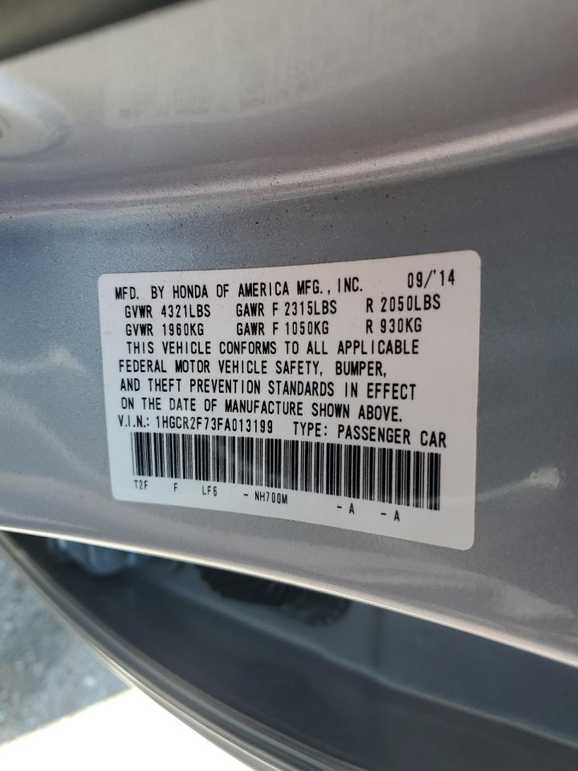 MFD. BY HONDA OF AMERICA MFG., INC. 09/'14
GVWR 4321LBS GAWR F 2315LBS R 2050LBS
GVWR 1960KG GAWR F 1050KG R 930KG
THIS VEHICLE CONFORMS TO ALL APPLICABLE
FEDERAL MOTOR VEHICLE SAFETY, BUMPER,
AND THEFT PREVENTION STANDARDS IN EFFECT
ON THE DATE OF MANUFACTURE SHOWN ABOVE.
V.I.N.: 1HGCR2F73FA013199 TYPE: PASSENGER CAR
T2F F LF6 - NH700M - A - A